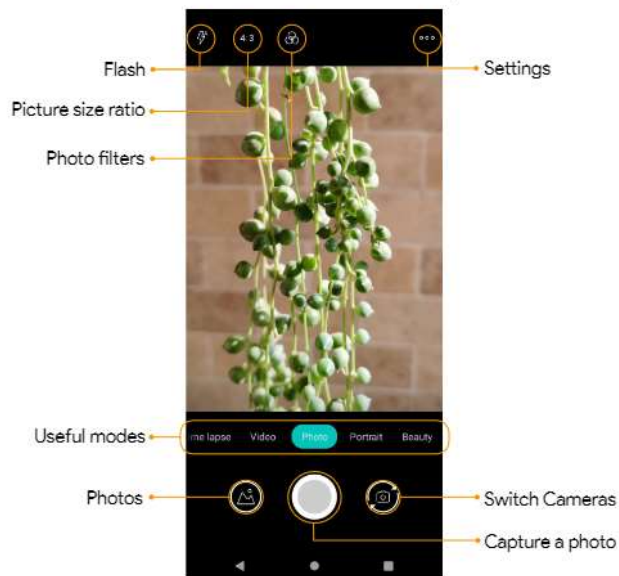 4:3
Flash
Settings
Picture size ratio
Photo filters
Useful modes
me lapse Video Photo Portrait Beauty
Photos
Switch Cameras
Capture a photo